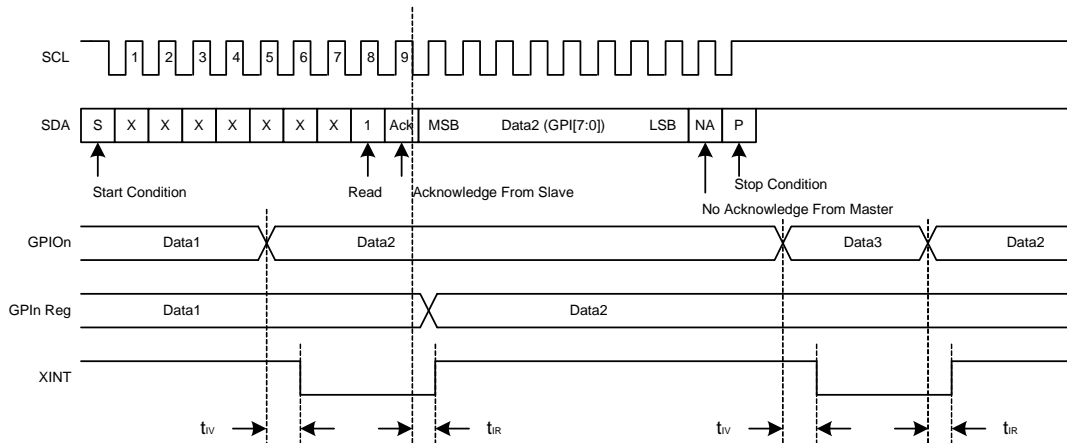 SCL 1 2 3 4 5 6 7 8 9
SDA S X X X X X X X 1 Ack MSB Data2 (GPI[7:0]) LSB NA P
Start Condition Read Acknowledge From Slave Stop Condition
No Acknowledge From Master
GPIOn Data1 Data2 Data3 Data2
GPIn Reg Data1 Data2
XINT
tIV tIR tIV tIR